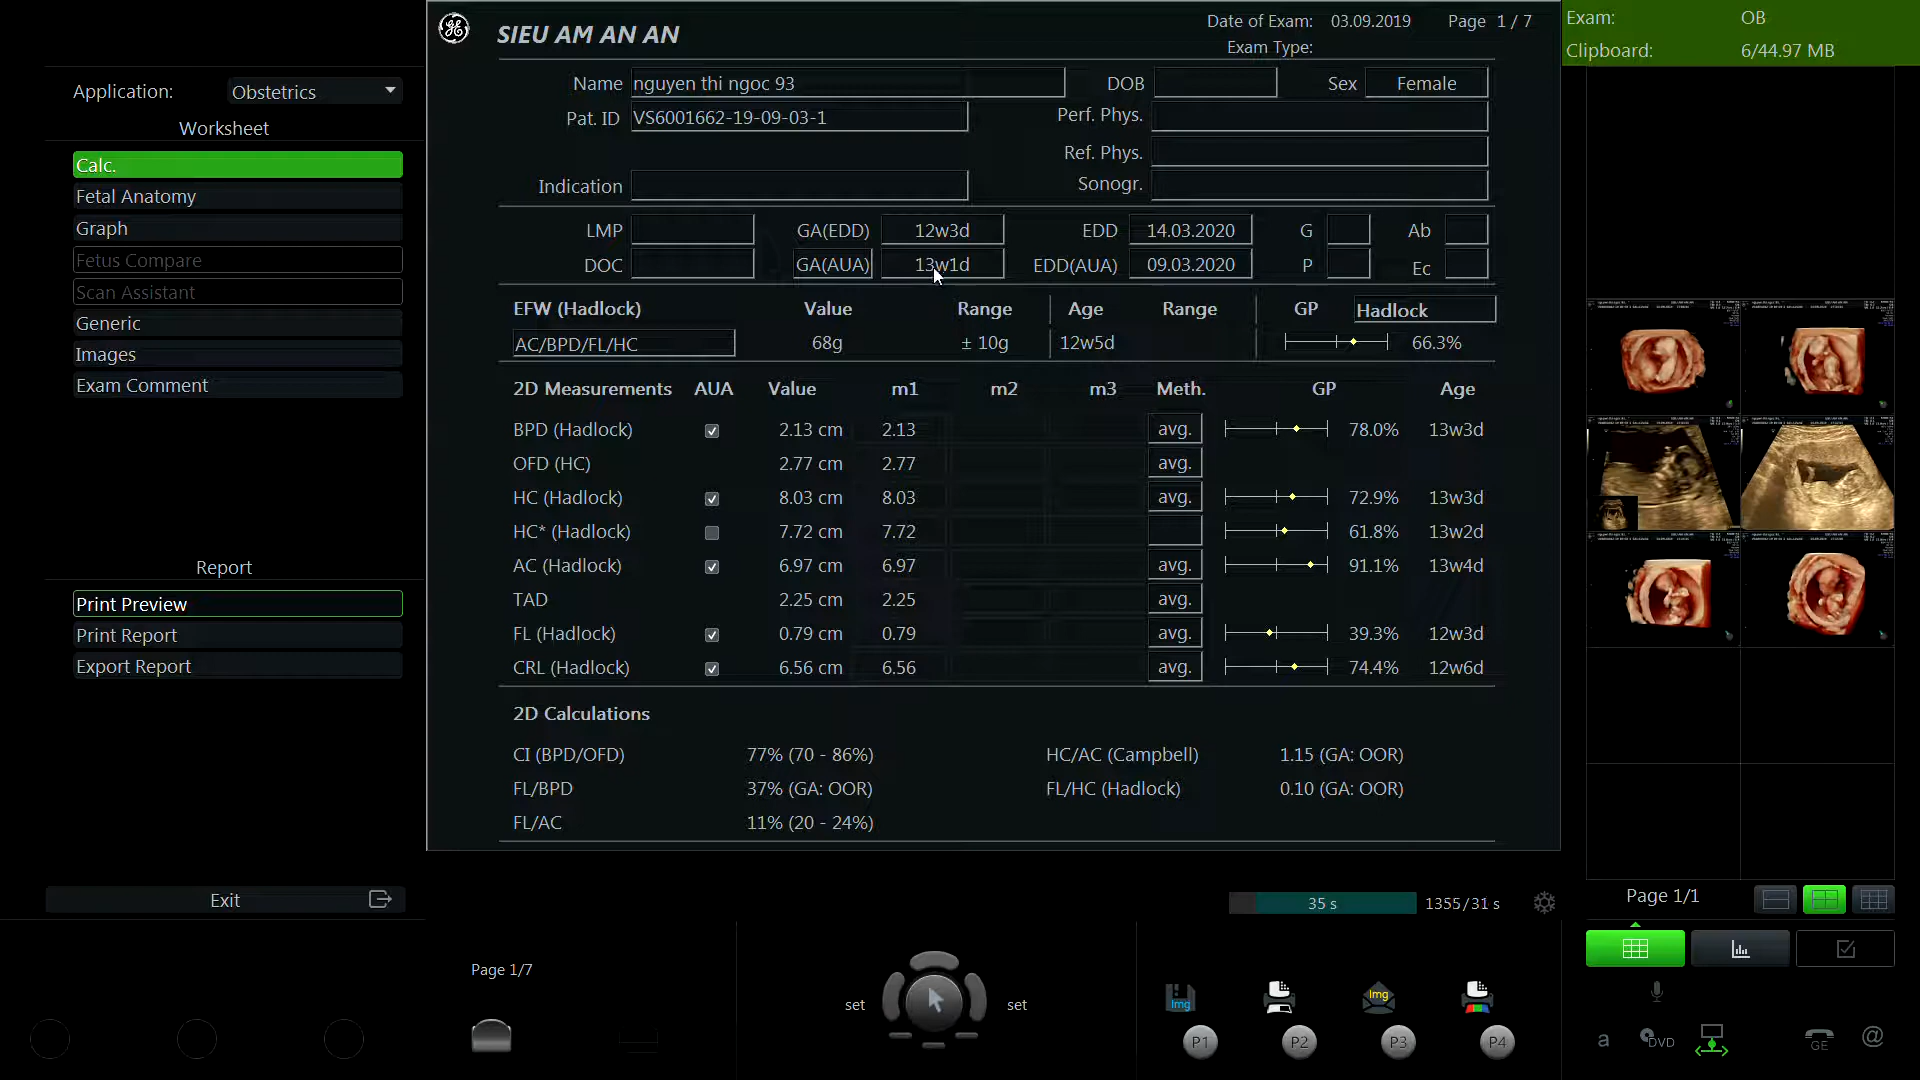 SIEU AM AN AN
Date of Exam: 03.09.2019 Page 1 / 7
Exam Type:
Exam: OB
Clipboard: 6/44.97 MB
Application: Obstetrics
Worksheet
Calc.
Fetal Anatomy
Graph
Fetus Compare
Scan Assistant
Generic
Images
Exam Comment
Report
Print Preview
Print Report
Export Report
Exit
Name nguyen thi ngoc 93 DOB Sex Female
Pat. ID VS6001662-19-09-03-1 Perf. Phys.
Ref. Phys.
Indication Sonogr.
LMP GA(EDD) 12w3d EDD 14.03.2020 G Ab
DOC GA(AUA) 13w1d EDD(AUA) 09.03.2020 P Ec
EFW (Hadlock) Value Range Age Range GP Hadlock
AC/BPD/FL/HC 68g ± 10g 12w5d 66.3%
2D Measurements AUA Value m1 m2 m3 Meth. GP Age
BPD (Hadlock) 2.13 cm 2.13 avg. 78.0% 13w3d
OFD (HC) 2.77 cm 2.77 avg.
HC (Hadlock) 8.03 cm 8.03 avg. 72.9% 13w3d
HC* (Hadlock) 7.72 cm 7.72 61.8% 13w2d
AC (Hadlock) 6.97 cm 6.97 avg. 91.1% 13w4d
TAD 2.25 cm 2.25 avg.
FL (Hadlock) 0.79 cm 0.79 avg. 39.3% 12w3d
CRL (Hadlock) 6.56 cm 6.56 avg. 74.4% 12w6d
2D Calculations
CI (BPD/OFD) 77% (70 - 86%) HC/AC (Campbell) 1.15 (GA: OOR)
FL/BPD 37% (GA: OOR) FL/HC (Hadlock) 0.10 (GA: OOR)
FL/AC 11% (20 - 24%)
35 s 1355/31 s
Page 1/1
Page 1/7
set set
Img Img
P1 P2 P3 P4
a DVD GE @